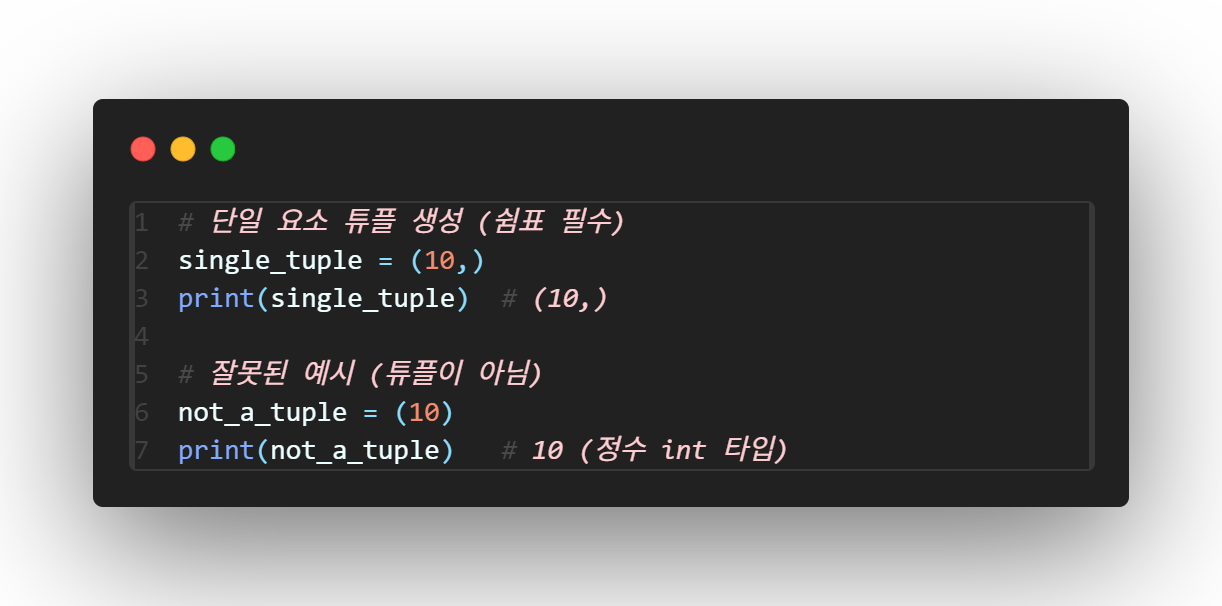 1 # 단일 요소 튜플 생성 (쉼표 필수)
2 single_tuple = (10,)
3 print(single_tuple)  # (10,)
4
5 # 잘못된 예시 (튜플이 아님)
6 not_a_tuple = (10)
7 print(not_a_tuple)   # 10 (정수 int 타입)